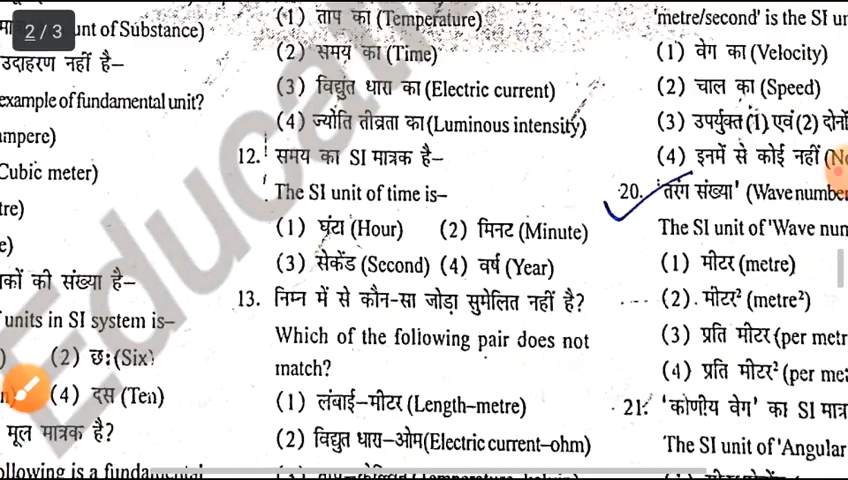 2/3
unt of Substance)
उदाहरण नहीं है–
example of fundamental unit?
ampere)
Cubic meter)
tre)
e)
कों की संख्या है–
units in SI system is–
(2) छः(Six)
(4) दस (Ten)
मूल मात्रक है?
ollowing is a fundamental
(1) ताप का (Temperature)
(2) समय का (Time)
(3) विद्युत धारा का (Electric current)
(4) ज्योति तीव्रता का (Luminous intensity)
12. समय का SI मात्रक है–
The SI unit of time is–
(1) घंटा (Hour) (2) मिनट (Minute)
(3) सेकेंड (Second) (4) वर्ष (Year)
13. निम्न में से कौन-सा जोड़ा सुमेलित नहीं है?
Which of the following pair does not
match?
(1) लंबाई–मीटर (Length–metre)
(2) विद्युत धारा–ओम(Electric current–ohm)
'metre/second' is the SI un
(1) वेग का (Velocity)
(2) चाल का (Speed)
(3) उपर्युक्त (1) एवं (2) दोनों
(4) इनमें से कोई नहीं (No
20. 'तरंग संख्या' (Wave number
The SI unit of 'Wave num
(1) मीटर (metre)
(2) मीटर² (metre²)
(3) प्रति मीटर (per metr
(4) प्रति मीटर² (per me
21. 'कोणीय वेग' का SI मात्र
The SI unit of 'Angular